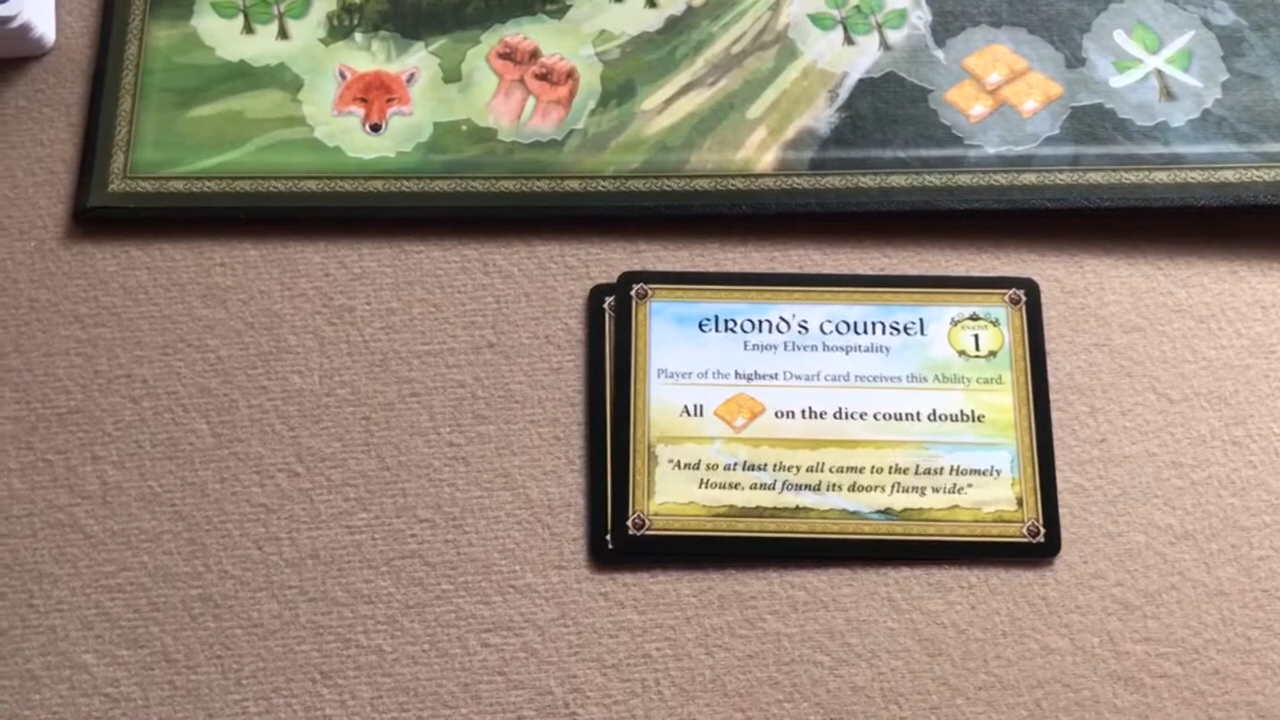 elrond's counsel
Enjoy Elven hospitality
event
1
Player of the highest Dwarf card receives this Ability card.
All on the dice count double
"And so at last they all came to the Last Homely
House, and found its doors flung wide."